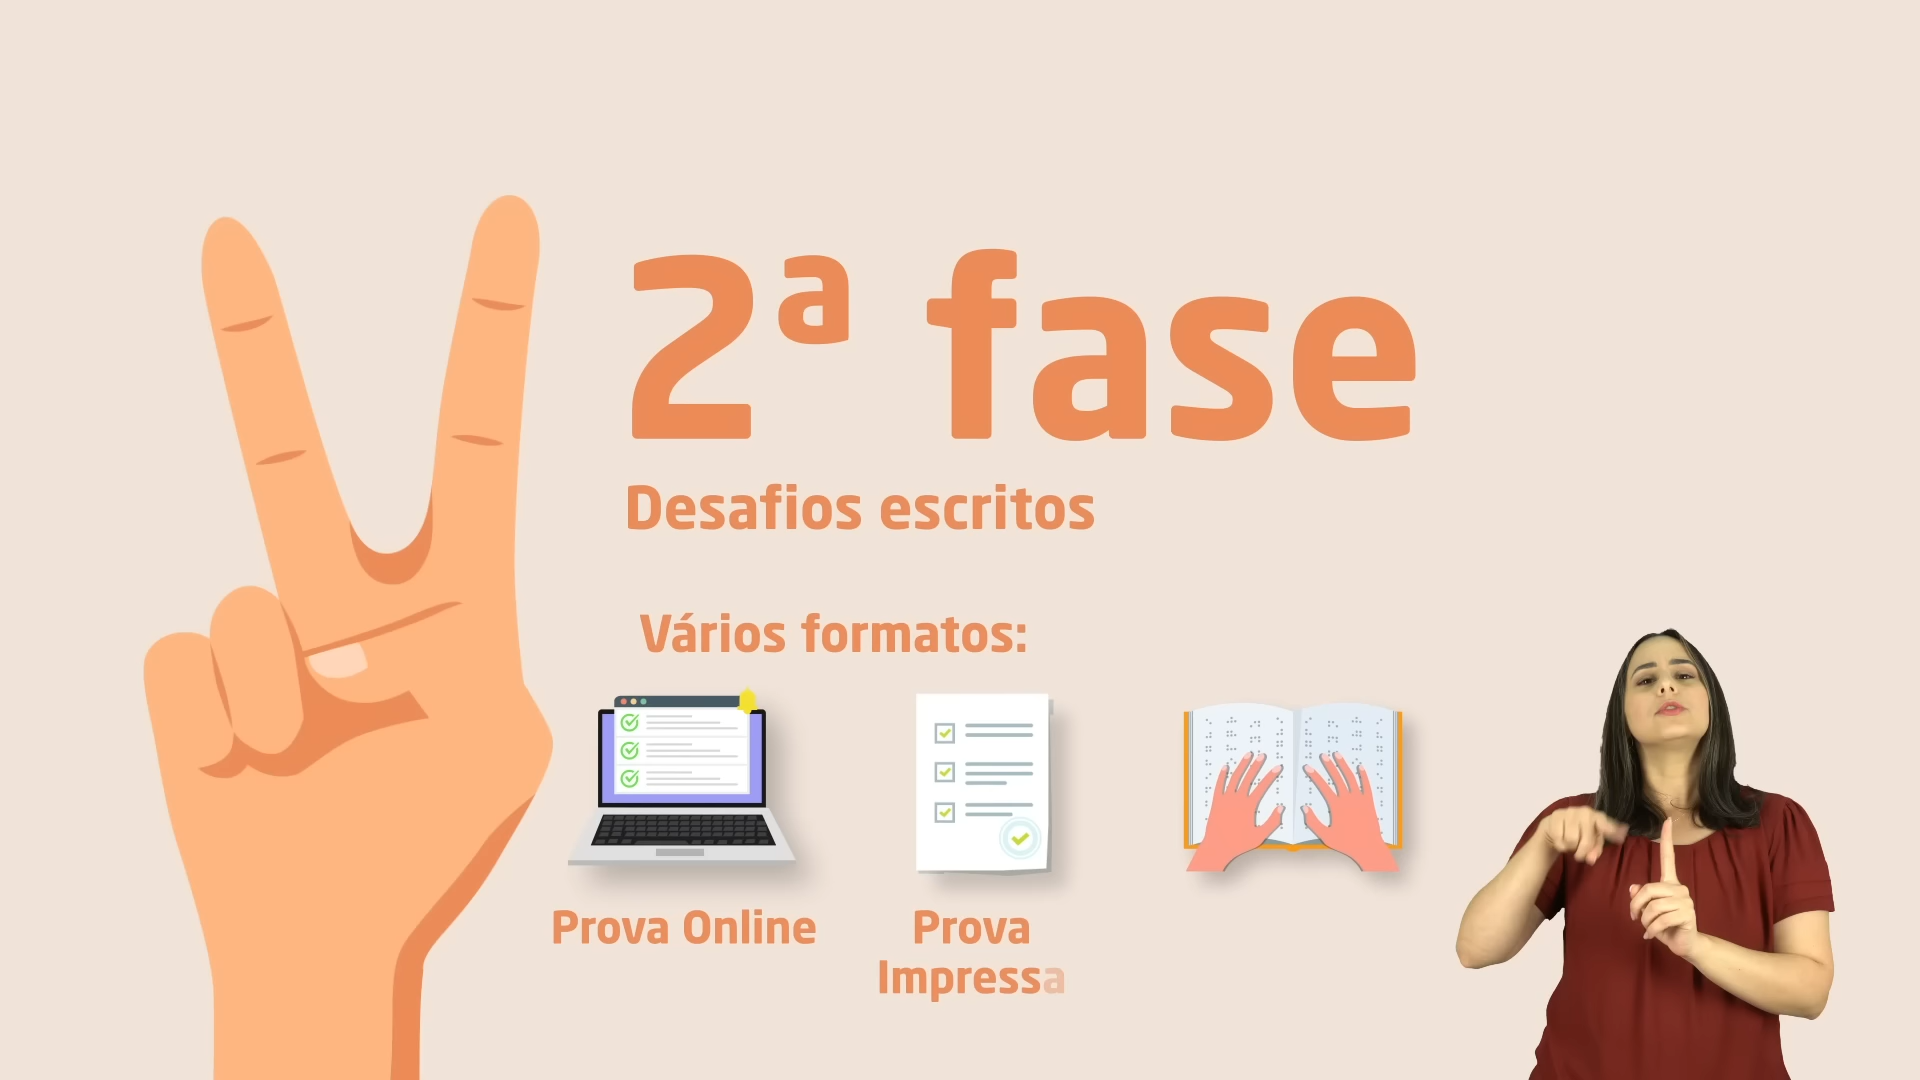 2ª fase
Desafios escritos
Vários formatos:
Prova Online
Prova
Impressa